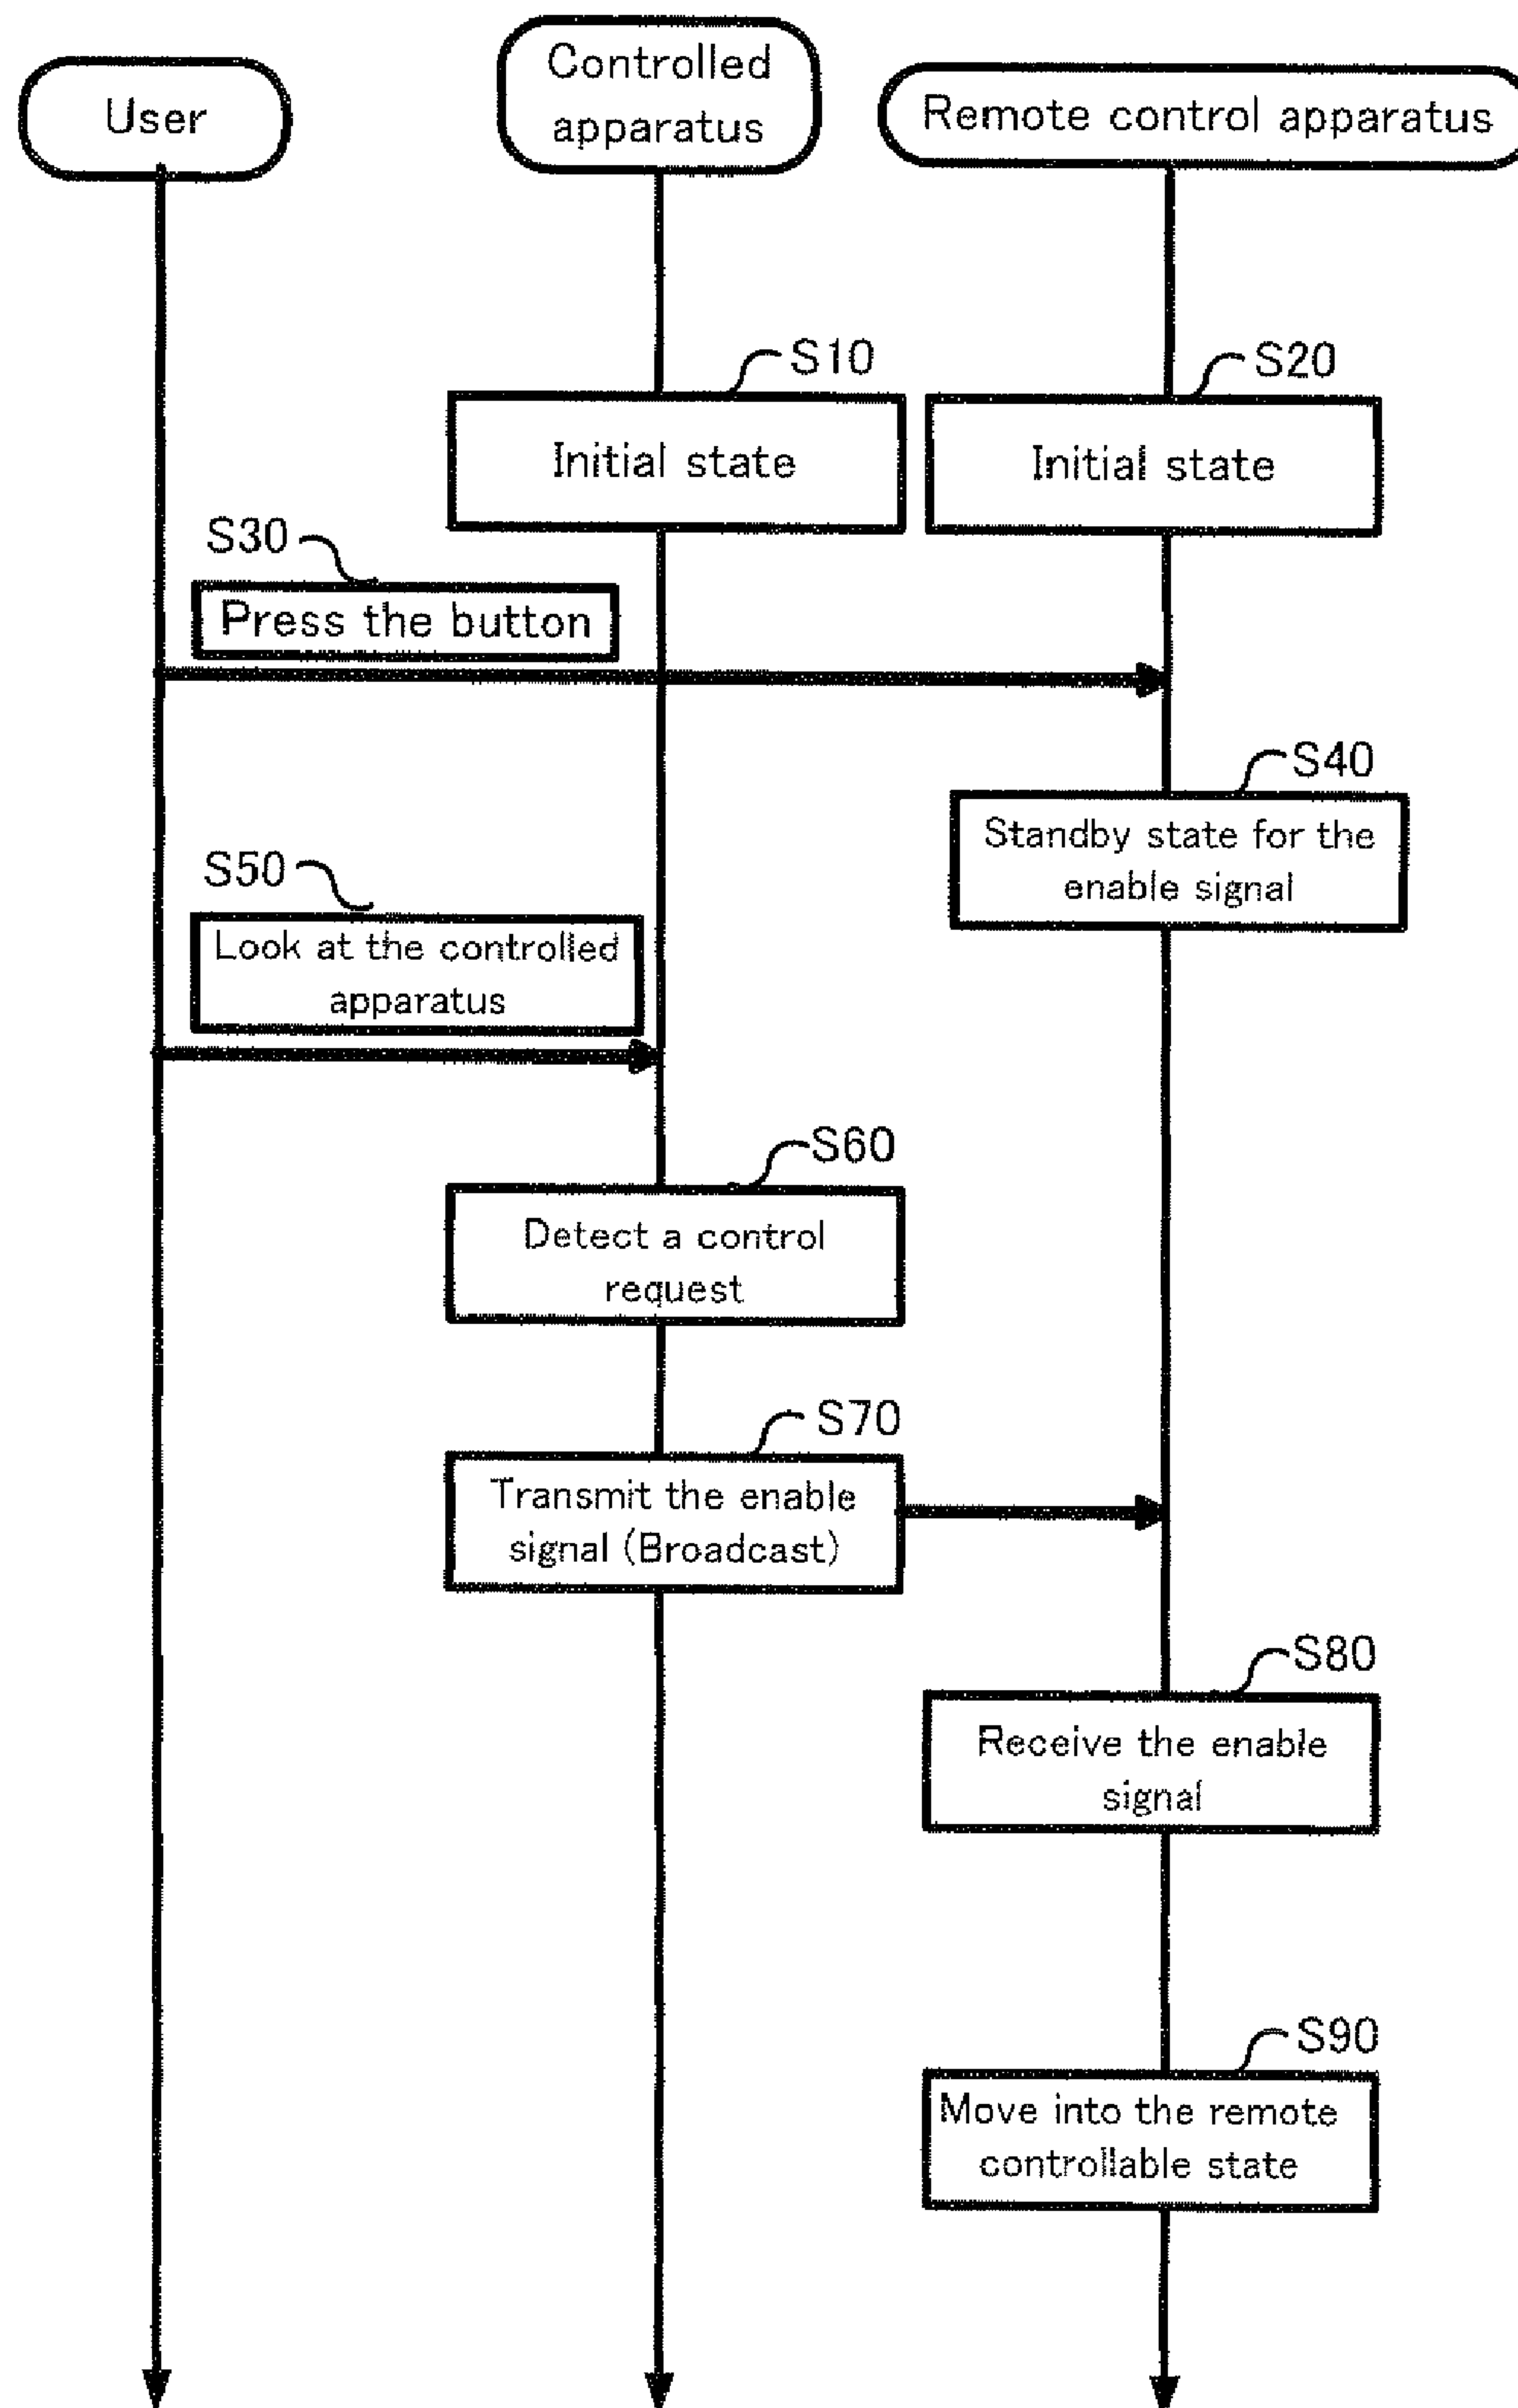 User
Controlled
apparatus
Remote control apparatus
S10
Initial state
S20
Initial state
S30
Press the button
S40
Standby state for the
enable signal
S50
Look at the controlled
apparatus
S60
Detect a control
request
S70
Transmit the enable
signal (Broadcast)
S80
Receive the enable
signal
S90
Move into the remote
controllable state